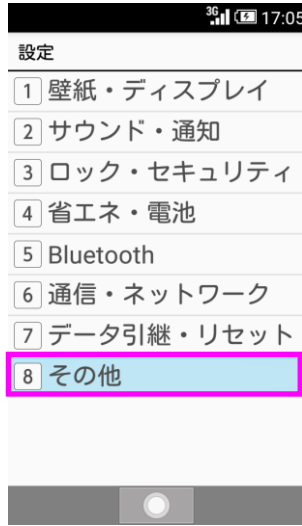 3G 17:05
設定
1 壁紙・ディスプレイ
2 サウンド・通知
3 ロック・セキュリティ
4 省エネ・電池
5 Bluetooth
6 通信・ネットワーク
7 データ引継・リセット
8 その他